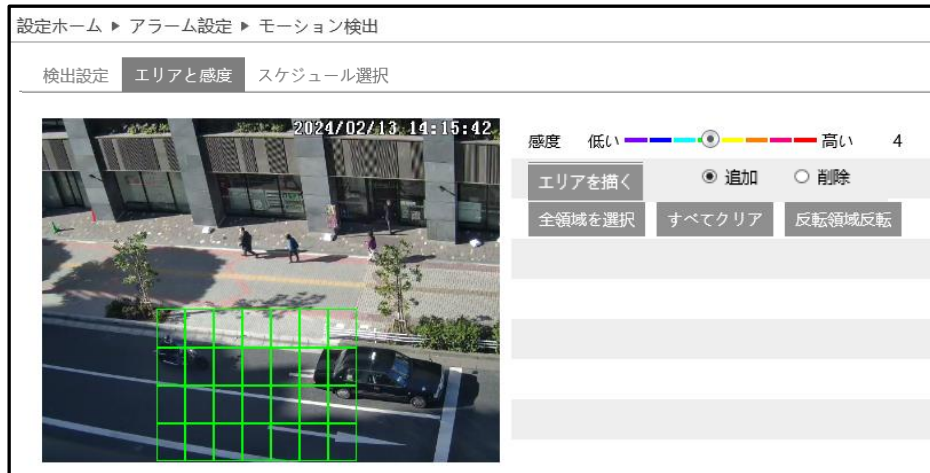 設定ホーム ▶ アラーム設定 ▶ モーション検出
検出設定 エリアと感度 スケジュール選択
2024/02/13 14:15:42
感度 低い 高い 4
エリアを描く 追加 削除
全領域を選択 すべてクリア 反転領域反転